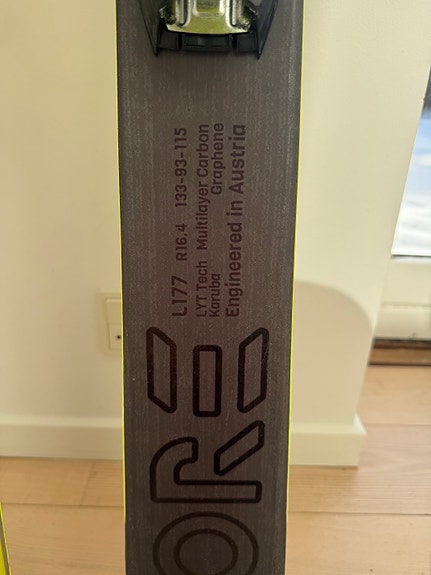 L177 R16.4 133-93-115
LYT Tech Multilayer Carbon
Karuba Graphene
Engineered in Austria
ORE